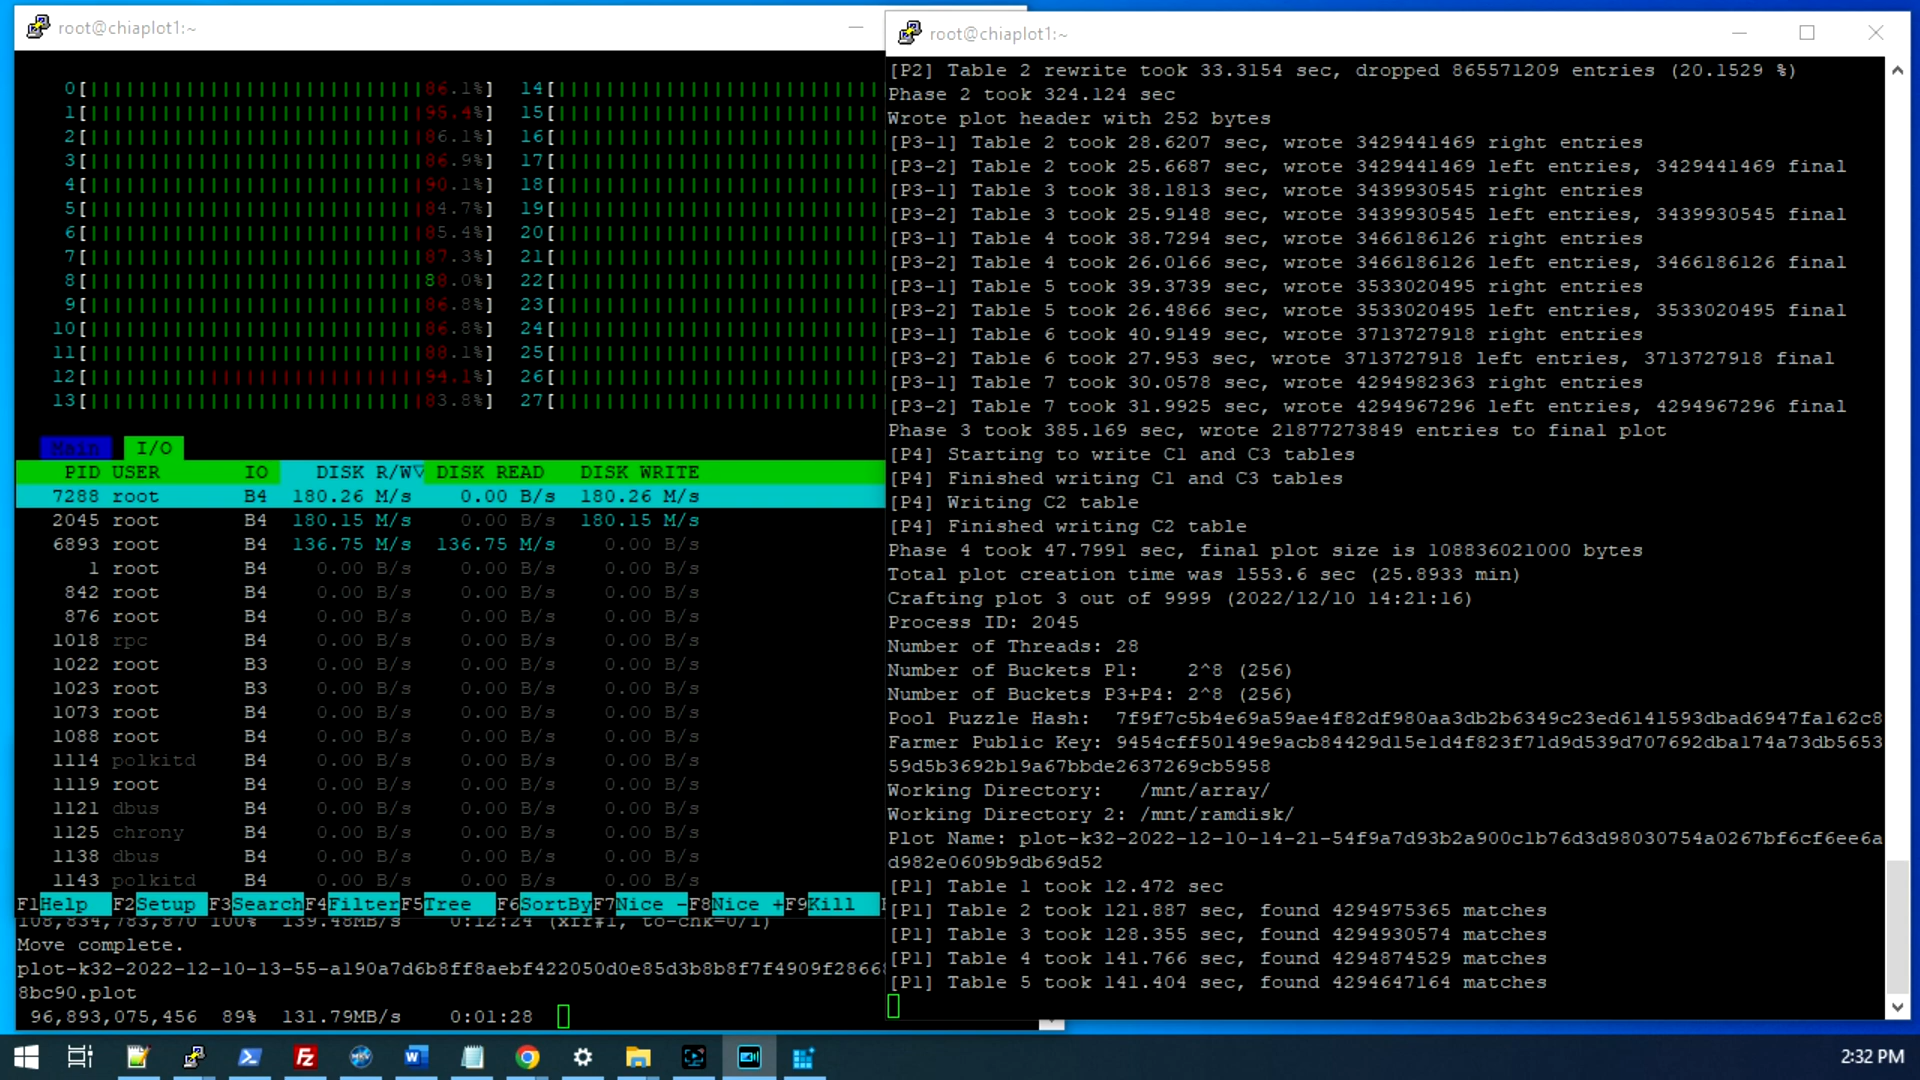 root@chiaplot1:~
0[ 86.1%] 14[
1[ 95.4%] 15[
2[ 86.1%] 16[
3[ 86.9%] 17[
4[ 90.1%] 18[
5[ 84.7%] 19[
6[ 85.4%] 20[
7[ 87.3%] 21[
8[ 88.0%] 22[
9[ 86.8%] 23[
10[ 86.8%] 24[
11[ 88.1%] 25[
12[ 94.1%] 26[
13[ 83.8%] 27[
Main I/O
PID USER IO DISK R/W▽ DISK READ DISK WRITE
7288 root B4 180.26 M/s 0.00 B/s 180.26 M/s
2045 root B4 180.15 M/s 0.00 B/s 180.15 M/s
6893 root B4 136.75 M/s 136.75 M/s 0.00 B/s
1 root B4 0.00 B/s 0.00 B/s 0.00 B/s
842 root B4 0.00 B/s 0.00 B/s 0.00 B/s
876 root B4 0.00 B/s 0.00 B/s 0.00 B/s
1018 rpc B4 0.00 B/s 0.00 B/s 0.00 B/s
1022 root B3 0.00 B/s 0.00 B/s 0.00 B/s
1023 root B3 0.00 B/s 0.00 B/s 0.00 B/s
1073 root B4 0.00 B/s 0.00 B/s 0.00 B/s
1088 root B4 0.00 B/s 0.00 B/s 0.00 B/s
1114 polkitd B4 0.00 B/s 0.00 B/s 0.00 B/s
1119 root B4 0.00 B/s 0.00 B/s 0.00 B/s
1121 dbus B4 0.00 B/s 0.00 B/s 0.00 B/s
1125 chrony B4 0.00 B/s 0.00 B/s 0.00 B/s
1138 dbus B4 0.00 B/s 0.00 B/s 0.00 B/s
1143 polkitd B4 0.00 B/s 0.00 B/s 0.00 B/s
F1Help F2Setup F3SearchF4FilterF5Tree F6SortByF7Nice -F8Nice +F9Kill
108,834,783,870 100% 139.48MB/s 0:12:24 (xfr#1, to-chk=0/1)
Move complete.
plot-k32-2022-12-10-13-55-a190a7d6b8ff8aebf422050d0e85d3b8b8f7f4909f2866
8bc90.plot
96,893,075,456 89% 131.79MB/s 0:01:28
root@chiaplot1:~
[P2] Table 2 rewrite took 33.3154 sec, dropped 865571209 entries (20.1529 %)
Phase 2 took 324.124 sec
Wrote plot header with 252 bytes
[P3-1] Table 2 took 28.6207 sec, wrote 3429441469 right entries
[P3-2] Table 2 took 25.6687 sec, wrote 3429441469 left entries, 3429441469 final
[P3-1] Table 3 took 38.1813 sec, wrote 3439930545 right entries
[P3-2] Table 3 took 25.9148 sec, wrote 3439930545 left entries, 3439930545 final
[P3-1] Table 4 took 38.7294 sec, wrote 3466186126 right entries
[P3-2] Table 4 took 26.0166 sec, wrote 3466186126 left entries, 3466186126 final
[P3-1] Table 5 took 39.3739 sec, wrote 3533020495 right entries
[P3-2] Table 5 took 26.4866 sec, wrote 3533020495 left entries, 3533020495 final
[P3-1] Table 6 took 40.9149 sec, wrote 3713727918 right entries
[P3-2] Table 6 took 27.953 sec, wrote 3713727918 left entries, 3713727918 final
[P3-1] Table 7 took 30.0578 sec, wrote 4294982363 right entries
[P3-2] Table 7 took 31.9925 sec, wrote 4294967296 left entries, 4294967296 final
Phase 3 took 385.169 sec, wrote 21877273849 entries to final plot
[P4] Starting to write C1 and C3 tables
[P4] Finished writing C1 and C3 tables
[P4] Writing C2 table
[P4] Finished writing C2 table
Phase 4 took 47.7991 sec, final plot size is 108836021000 bytes
Total plot creation time was 1553.6 sec (25.8933 min)
Crafting plot 3 out of 9999 (2022/12/10 14:21:16)
Process ID: 2045
Number of Threads: 28
Number of Buckets P1: 2^8 (256)
Number of Buckets P3+P4: 2^8 (256)
Pool Puzzle Hash: 7f9f7c5b4e69a59ae4f82df980aa3db2b6349c23ed6141593dbad6947fa162c8
Farmer Public Key: 9454cff50149e9acb84429d15e1d4f823f71d9d539d707692dba174a73db5653
59d5b3692b19a67bbde2637269cb5958
Working Directory: /mnt/array/
Working Directory 2: /mnt/ramdisk/
Plot Name: plot-k32-2022-12-10-14-21-54f9a7d93b2a900c1b76d3d98030754a0267bf6cf6ee6a
d982e0609b9db69d52
[P1] Table 1 took 12.472 sec
[P1] Table 2 took 121.887 sec, found 4294975365 matches
[P1] Table 3 took 128.355 sec, found 4294930574 matches
[P1] Table 4 took 141.766 sec, found 4294874529 matches
[P1] Table 5 took 141.404 sec, found 4294647164 matches
2:32 PM